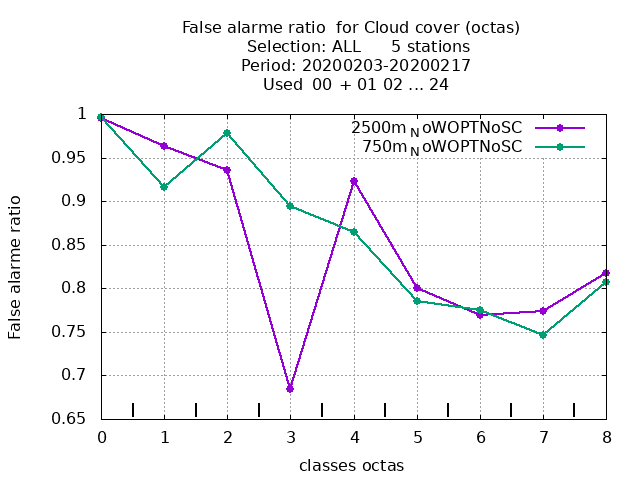 False alarme ratio  for Cloud cover (octas)
Selection: ALL      5 stations
Period: 20200203-20200217
Used  00 + 01 02 ... 24
2500m_NoWOPTNoSC
750m_NoWOPTNoSC
1
0.95
0.9
0.85
0.8
0.75
0.7
0.65
False alarme ratio
0 1 2 3 4 5 6 7 8
classes octas